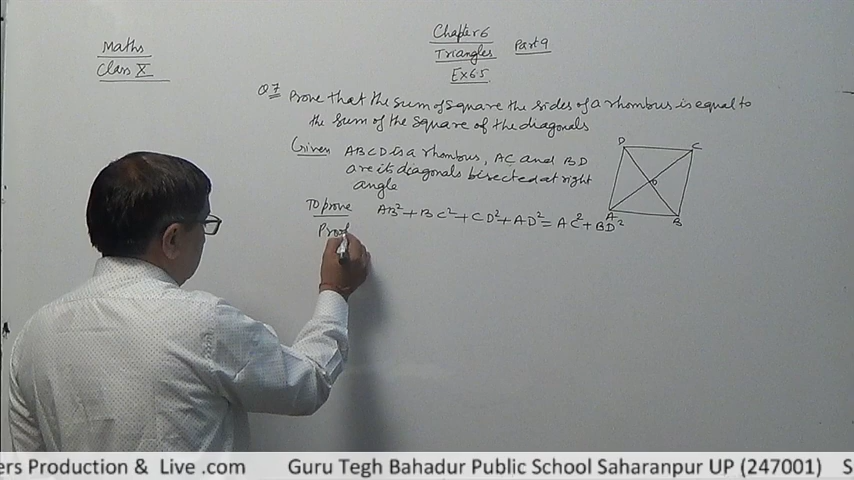 Maths
Class X
Chapter 6
Triangles Part 9
Ex 6.5
Q 7 Prove that the sum of square the sides of a rhombus is equal to
the sum of the square of the diagonals
Given ABCD is a rhombus, AC and BD
are its diagonals bisected at right
angle
D C
O
A B
To prove AB²+BC²+CD²+AD²=AC²+BD²
Proof
ers Production & Live .com Guru Tegh Bahadur Public School Saharanpur UP (247001) S